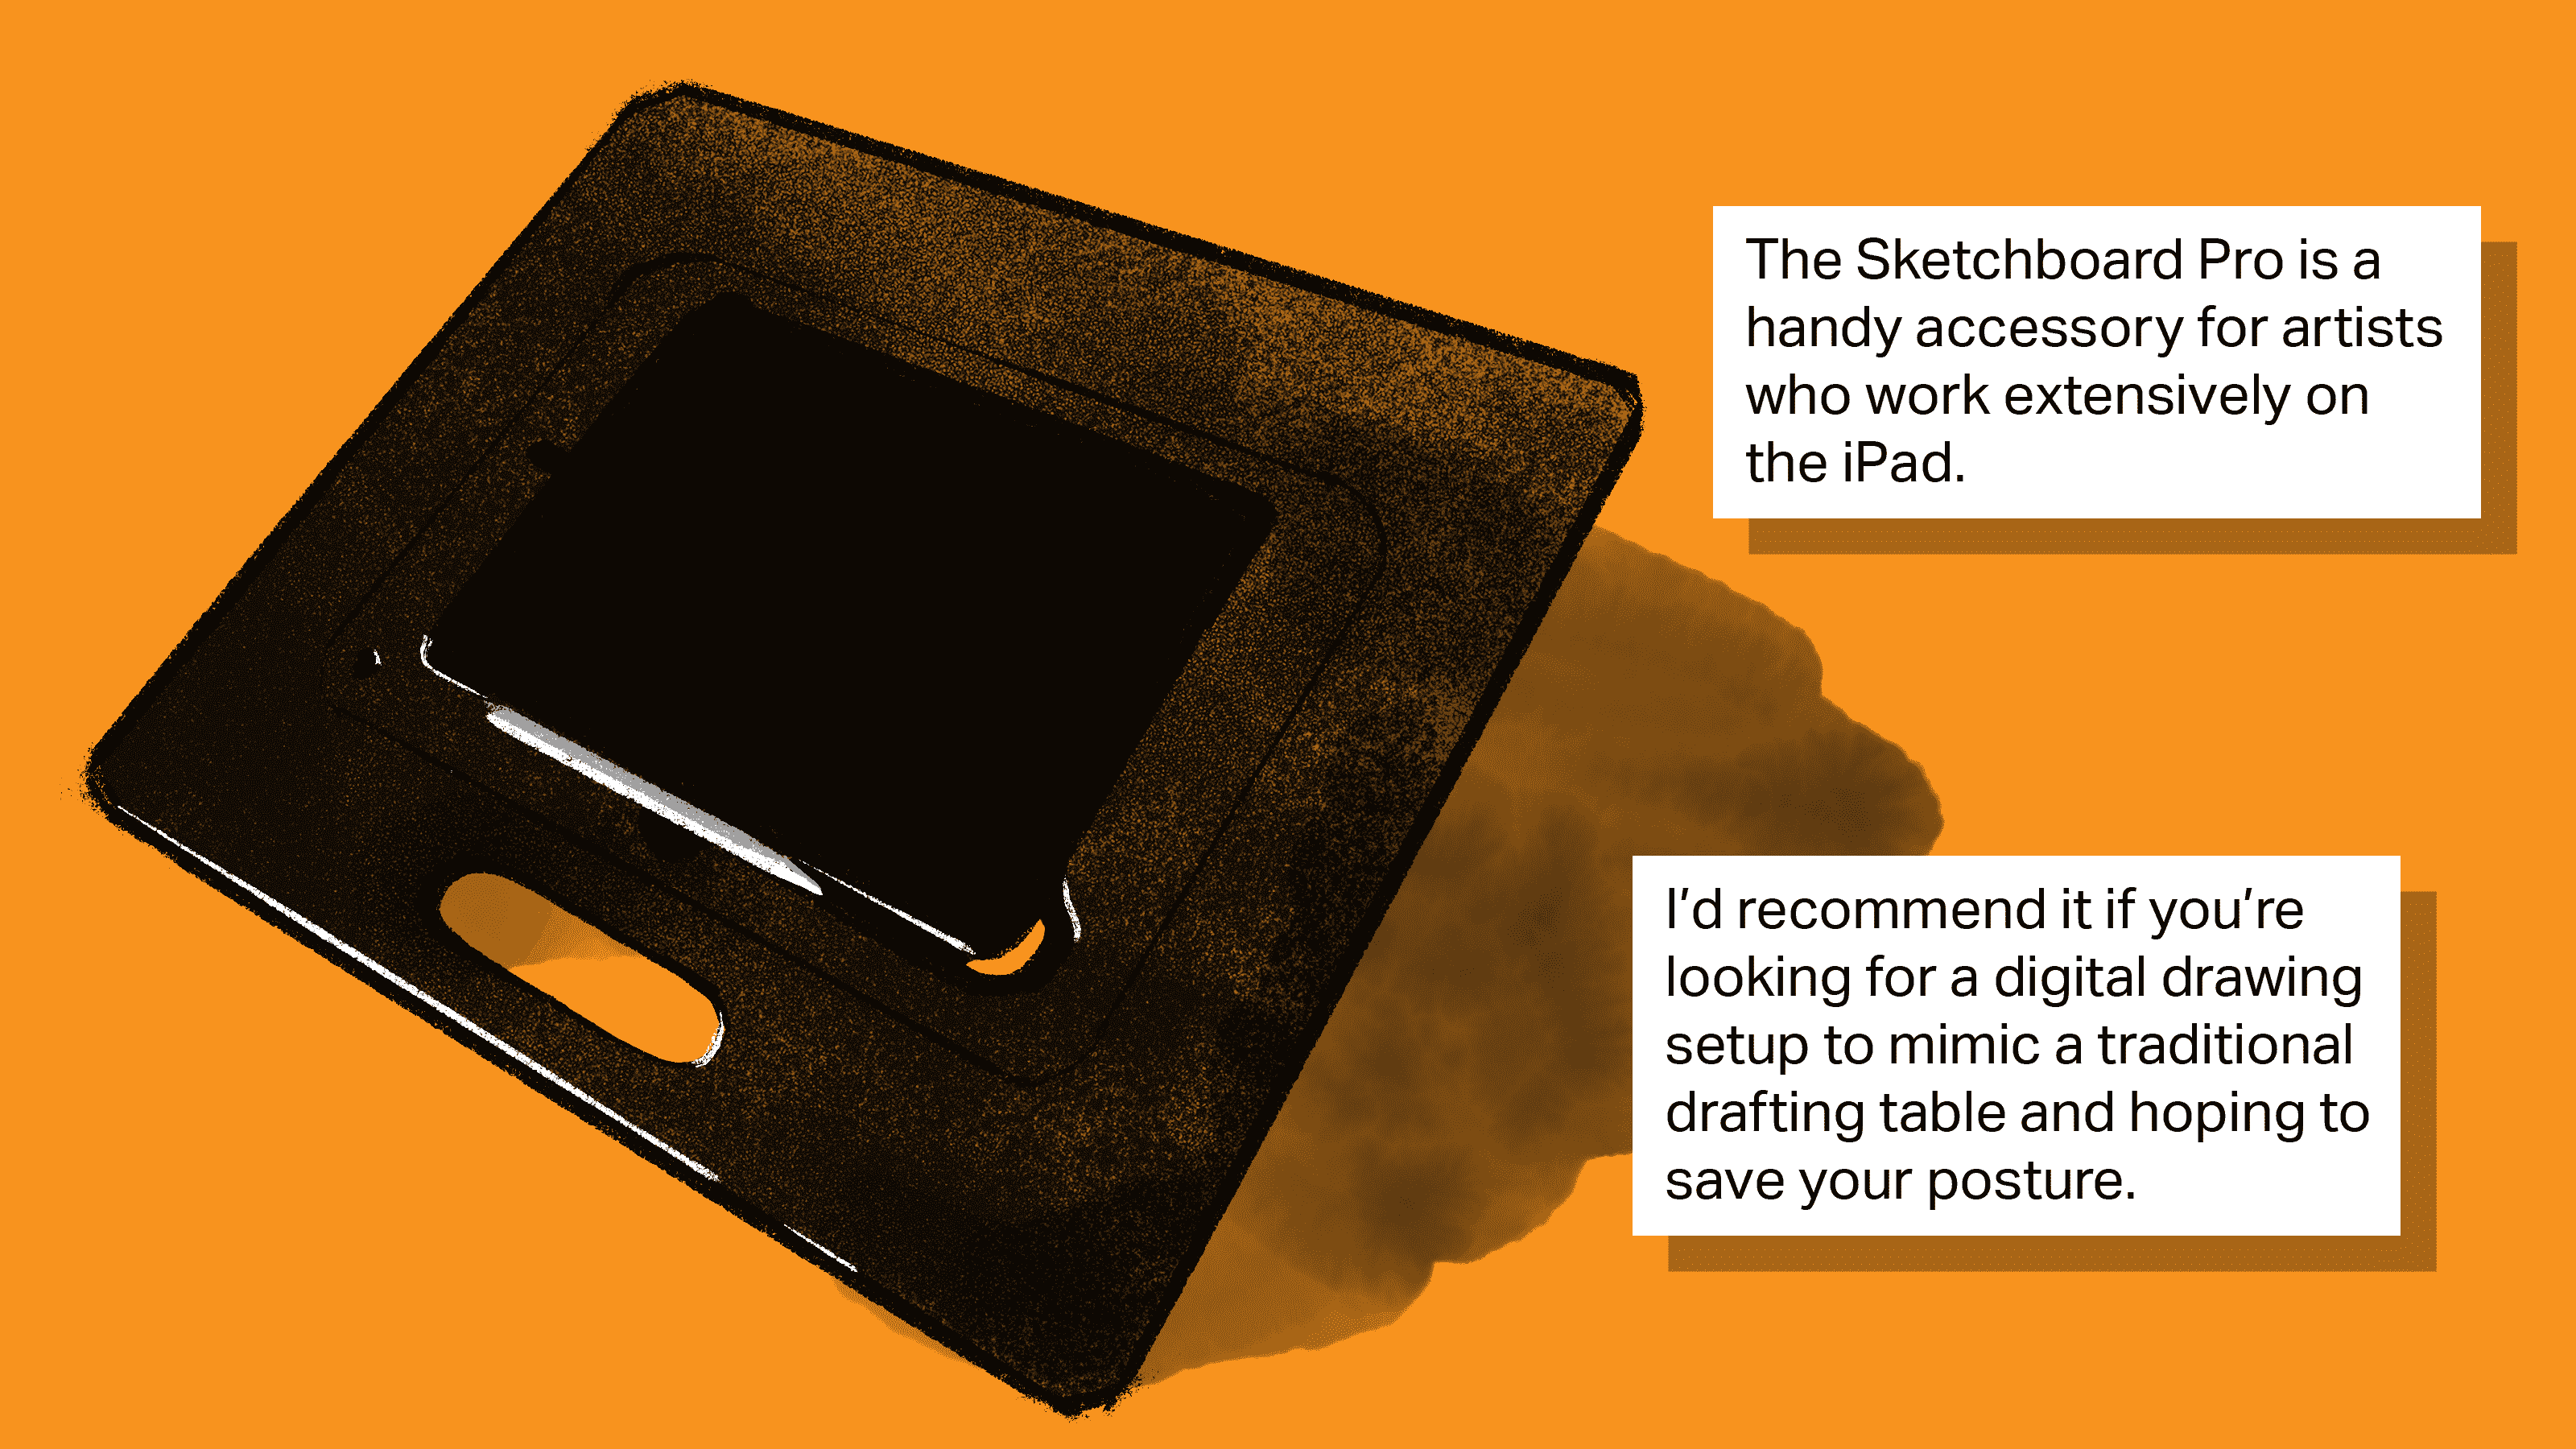 The Sketchboard Pro is a
handy accessory for artists
who work extensively on
the iPad.
I’d recommend it if you’re
looking for a digital drawing
setup to mimic a traditional
drafting table and hoping to
save your posture.